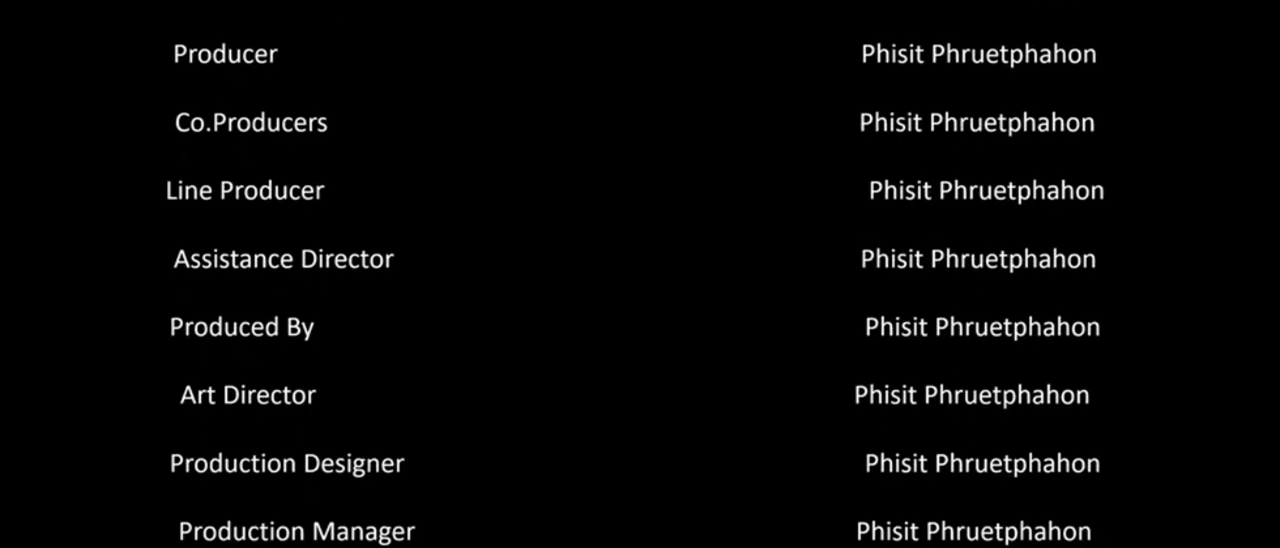 Producer Phisit Phruetphahon
Co.Producers Phisit Phruetphahon
Line Producer Phisit Phruetphahon
Assistance Director Phisit Phruetphahon
Produced By Phisit Phruetphahon
Art Director Phisit Phruetphahon
Production Designer Phisit Phruetphahon
Production Manager Phisit Phruetphahon